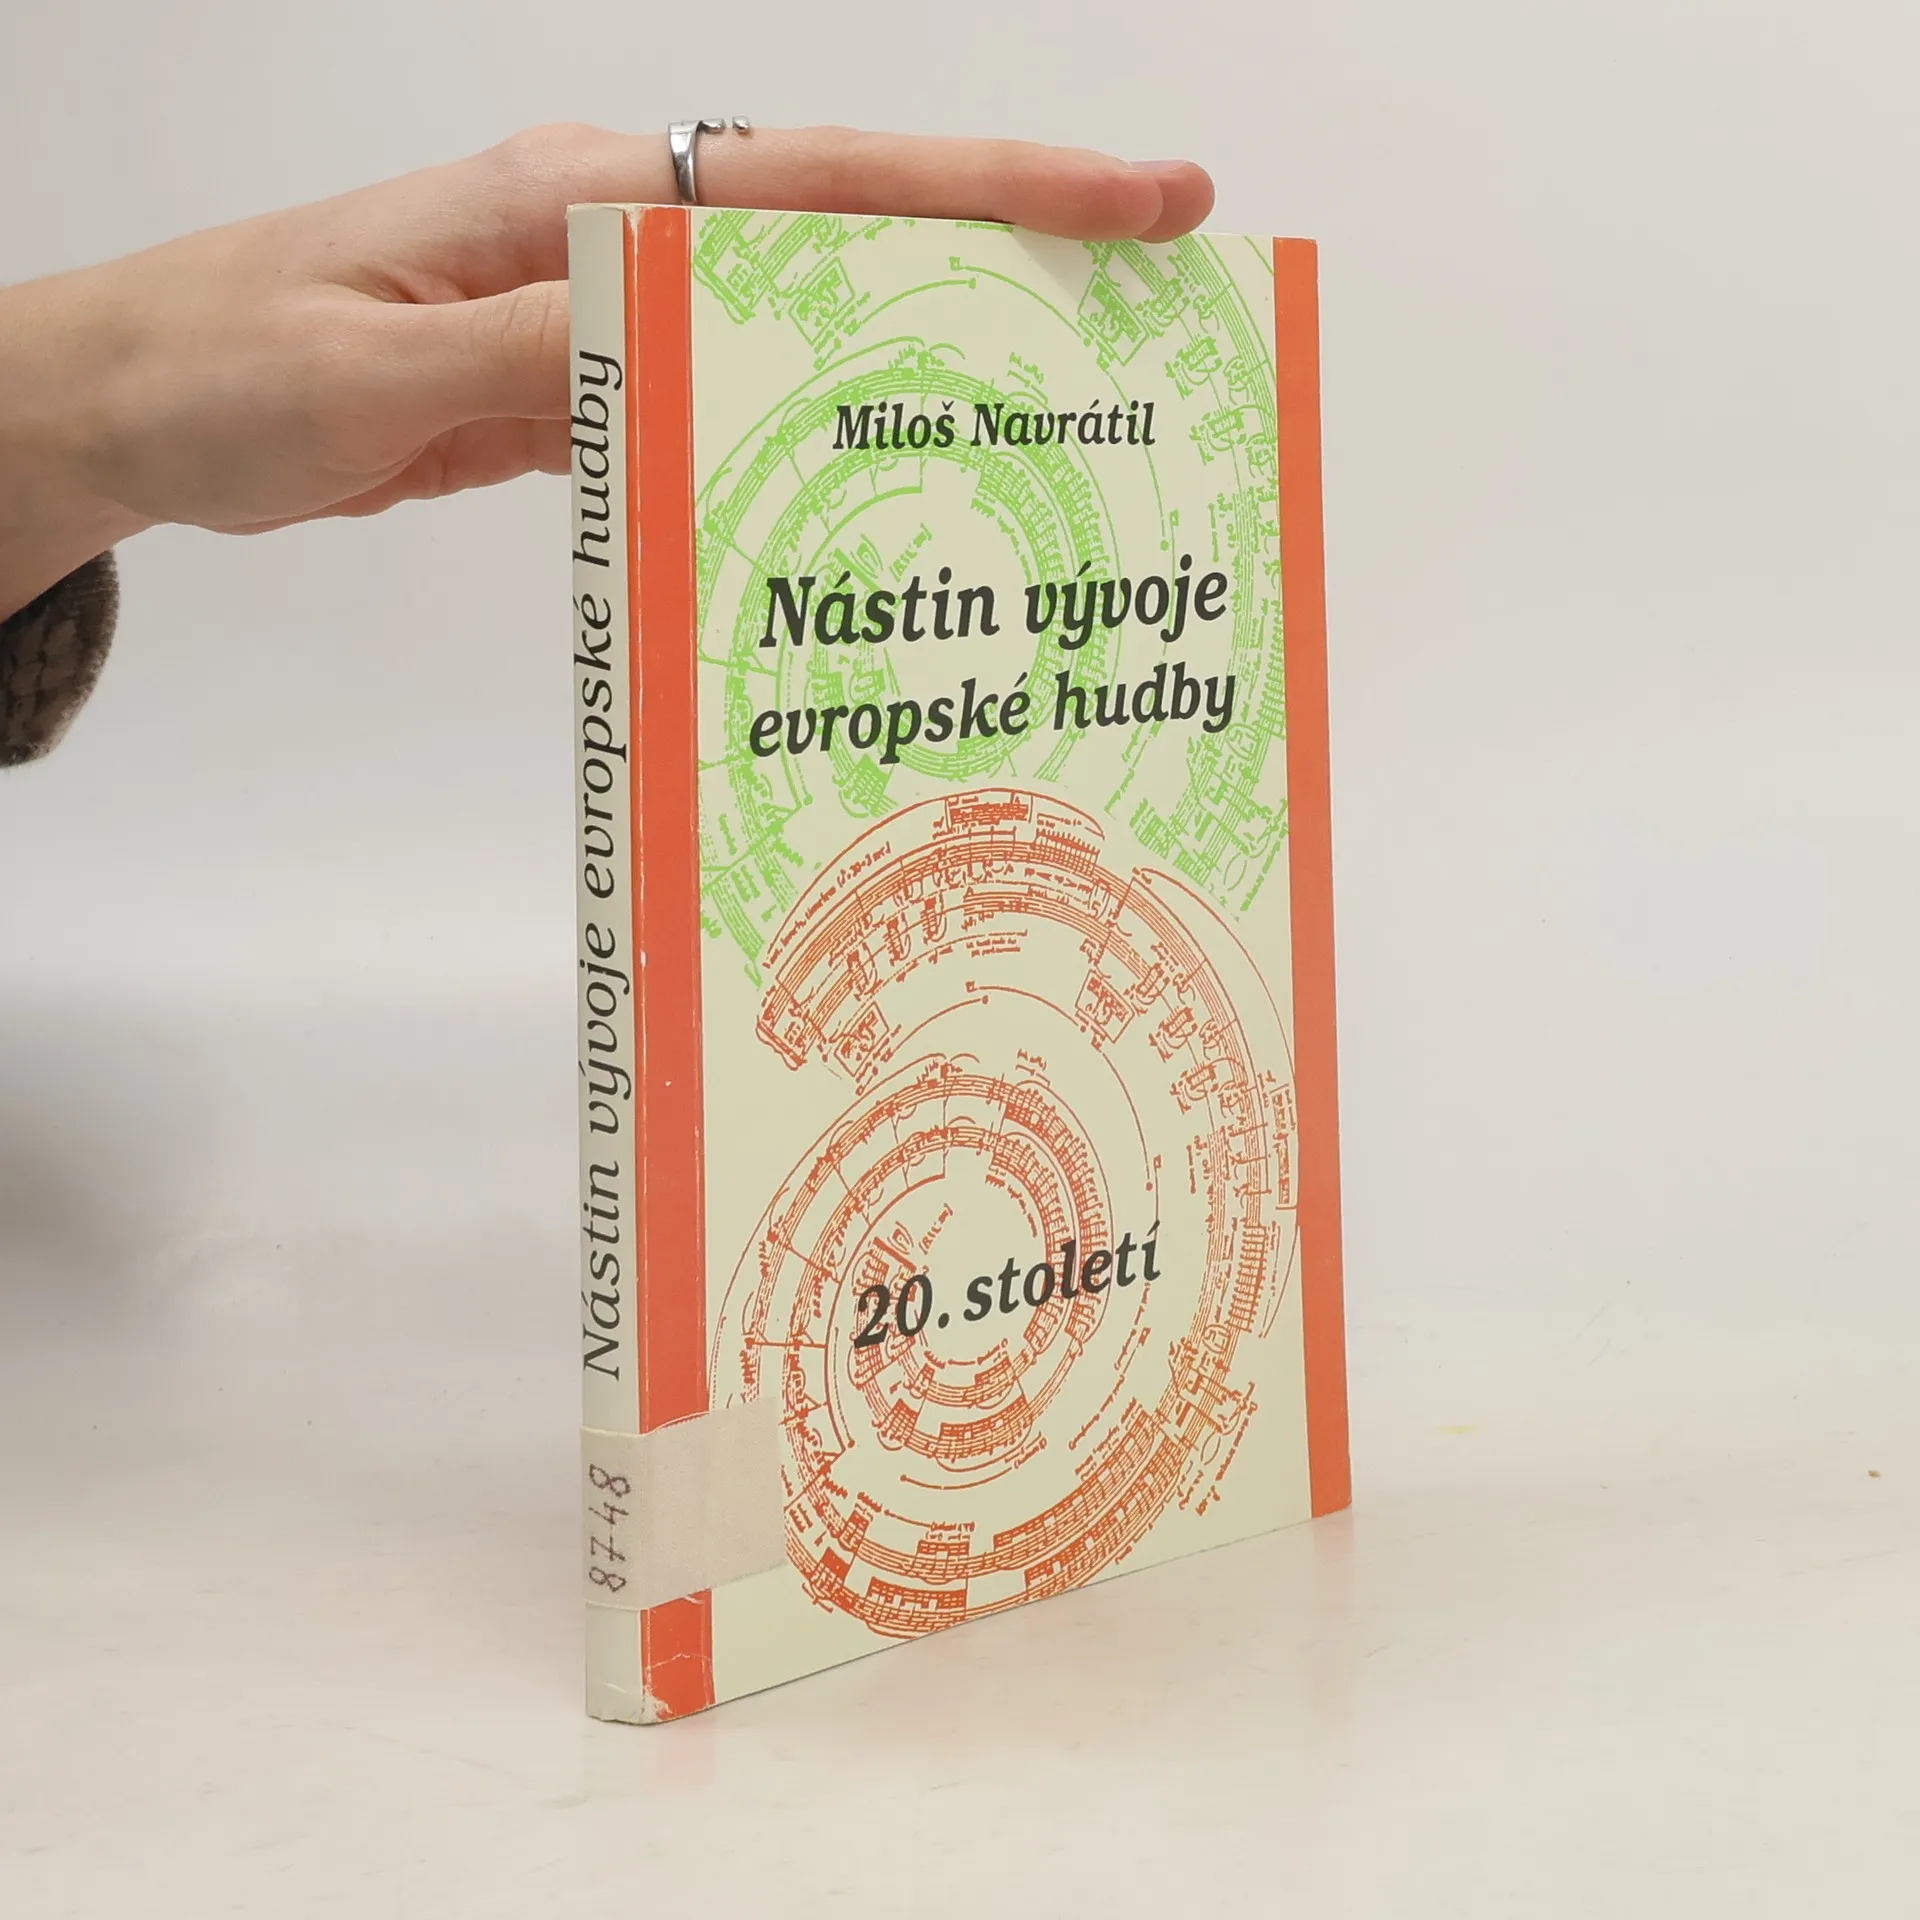 Miloš Navrátil
Nástin vývoje
evropské hudby
20. století
Nástin vývoje evropské hudby
8748